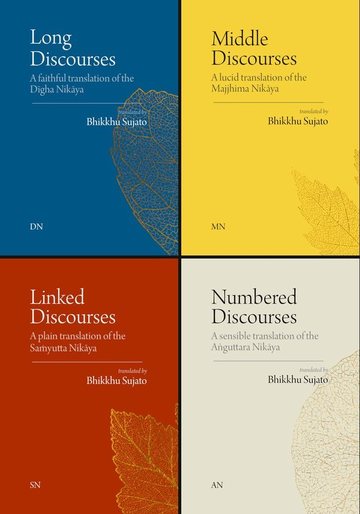 Long
Discourses
A faithful translation of the
Dīgha Nikāya
translated by
Bhikkhu Sujato
DN
Middle
Discourses
A lucid translation of the
Majjhima Nikāya
translated by
Bhikkhu Sujato
MN
Linked
Discourses
A plain translation of the
Saṁyutta Nikāya
translated by
Bhikkhu Sujato
SN
Numbered
Discourses
A sensible translation of the
Aṅguttara Nikāya
translated by
Bhikkhu Sujato
AN